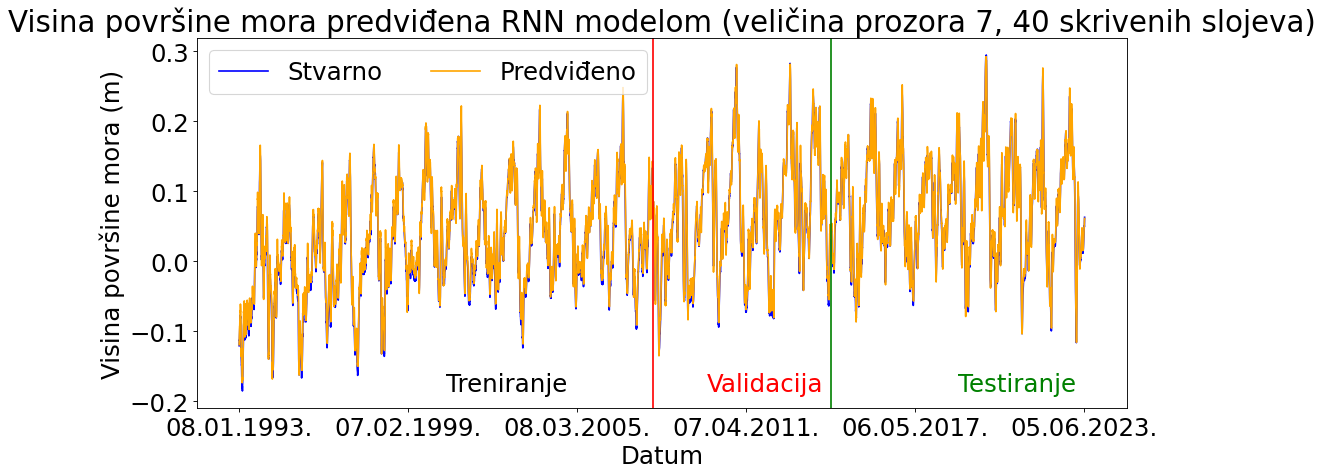 Visina površine mora predviđena RNN modelom (veličina prozora 7, 40 skrivenih slojeva)
Stvarno Predviđeno
Visina površine mora (m)
0.3
0.2
0.1
0.0
−0.1
−0.2
Treniranje Validacija Testiranje
08.01.1993. 07.02.1999. 08.03.2005. 07.04.2011. 06.05.2017. 05.06.2023.
Datum